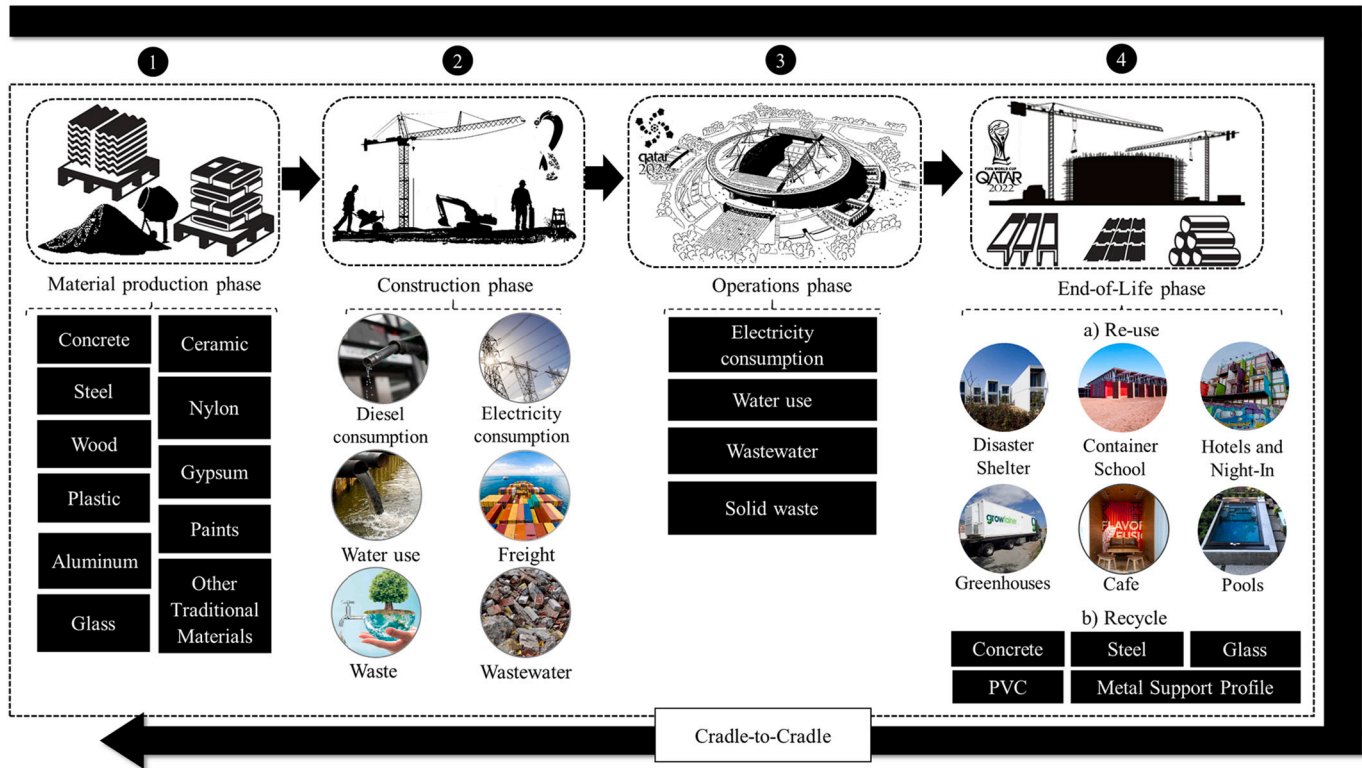 1
2
3
4
qatar
2022
FIFA WORLD CUP
QATAR
2022
Material production phase
Construction phase
Operations phase
End-of-Life phase
Concrete
Steel
Wood
Plastic
Aluminum
Glass
Ceramic
Nylon
Gypsum
Paints
Other
Traditional
Materials
Diesel
consumption
Electricity
consumption
Water use
Freight
Waste
Wastewater
Electricity
consumption
Water use
Wastewater
Solid waste
a) Re-use
Disaster
Shelter
Container
School
Hotels and
Night-In
growtainer
FLAVOR
FUSI
Greenhouses
Cafe
Pools
b) Recycle
Concrete
Steel
Glass
PVC
Metal Support Profile
Cradle-to-Cradle